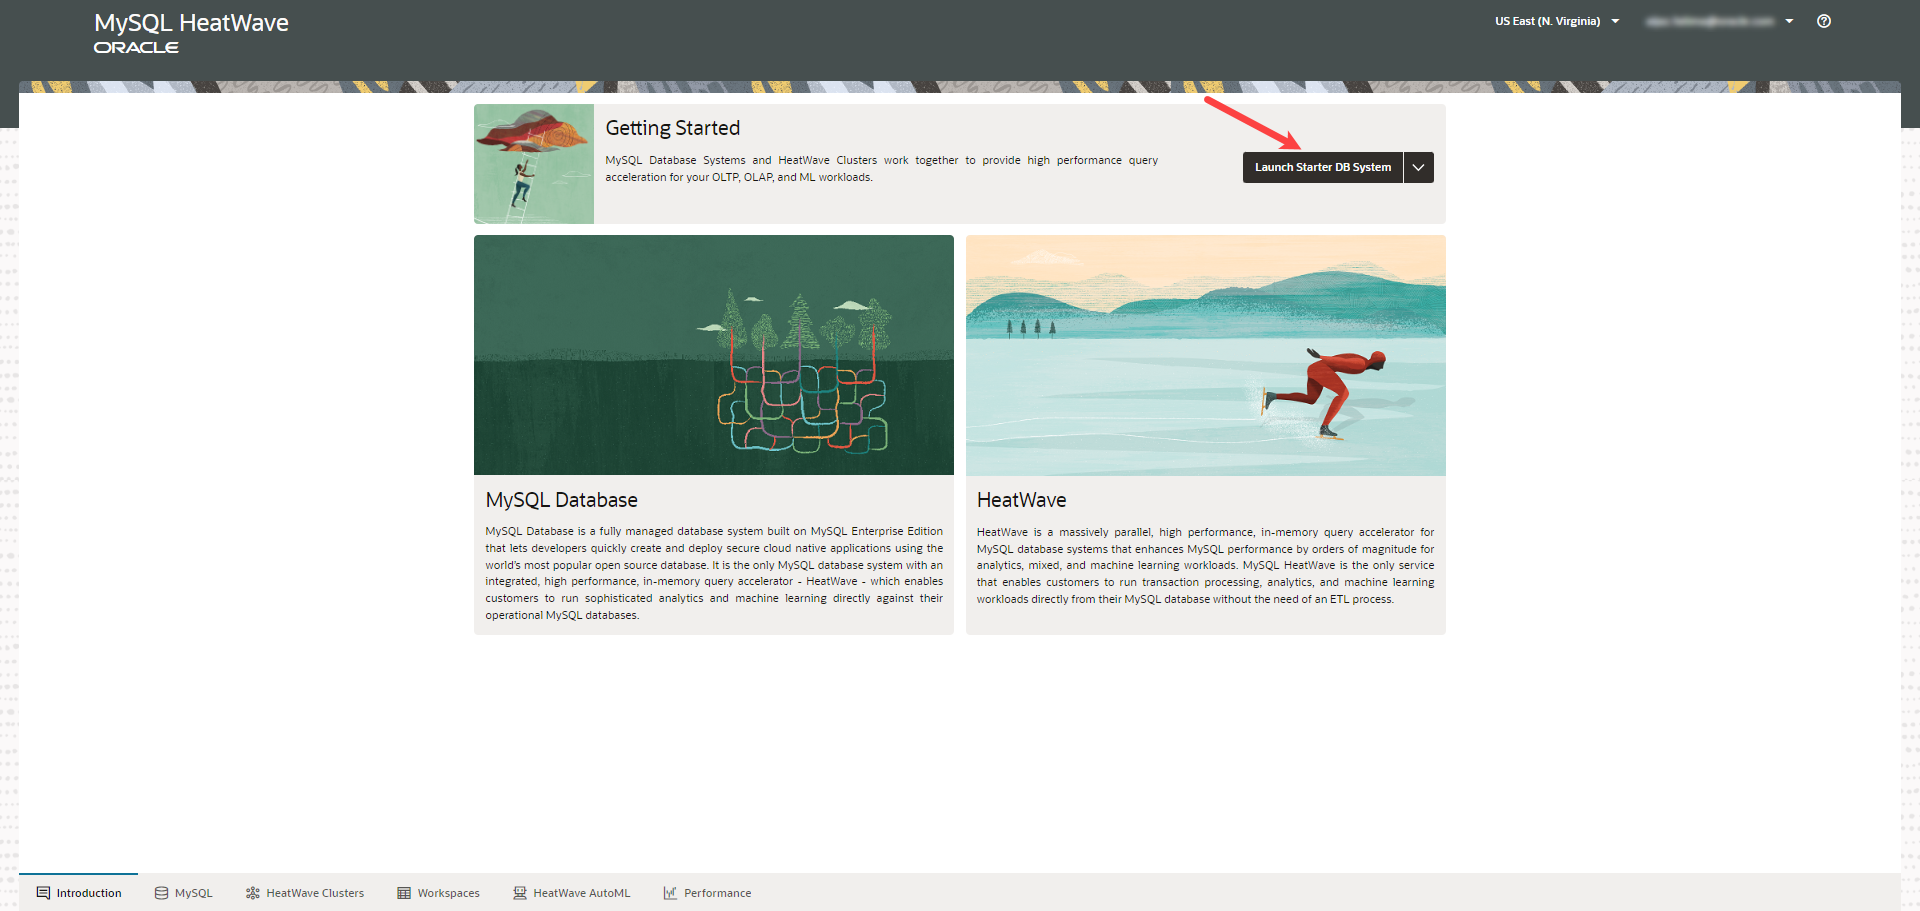 MySQL HeatWave
ORACLE
US East (N. Virginia)
Getting Started
MySQL Database Systems and HeatWave Clusters work together to provide high performance query
acceleration for your OLTP, OLAP, and ML workloads.
Launch Starter DB System
MySQL Database
MySQL Database is a fully managed database system built on MySQL Enterprise Edition
that lets developers quickly create and deploy secure cloud native applications using the
world's most popular open source database. It is the only MySQL database system with an
integrated, high performance, in-memory query accelerator - HeatWave - which enables
customers to run sophisticated analytics and machine learning directly against their
operational MySQL databases.
HeatWave
HeatWave is a massively parallel, high performance, in-memory query accelerator for
MySQL database systems that enhances MySQL performance by orders of magnitude for
analytics, mixed, and machine learning workloads. MySQL HeatWave is the only service
that enables customers to run transaction processing, analytics, and machine learning
workloads directly from their MySQL database without the need of an ETL process.
Introduction
MySQL
HeatWave Clusters
Workspaces
HeatWave AutoML
Performance